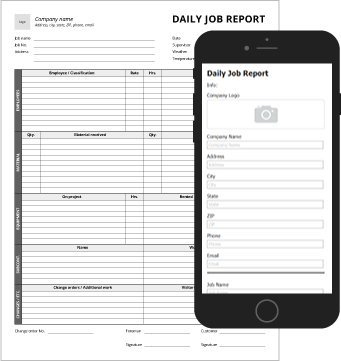 Logo
Company name
Address, city, state, ZIP, phone, email
DAILY JOB REPORT
Job name
Job No.
Address
Date
Supervisor
Weather
Temperature
Employee / Classification Rate Hrs.
Qty. Material received Qty.
MATERIAL
On project Hrs. Rented
EQUIPMENT
Name
Change orders / Additional work
Change order No. Foreman Customer
Signature Signature
Daily Job Report
Info:
Company Logo
Company Name
Company Name
Address
Address
City
City
State
State
ZIP
ZIP
Phone
Phone
Email
Email
Job Name